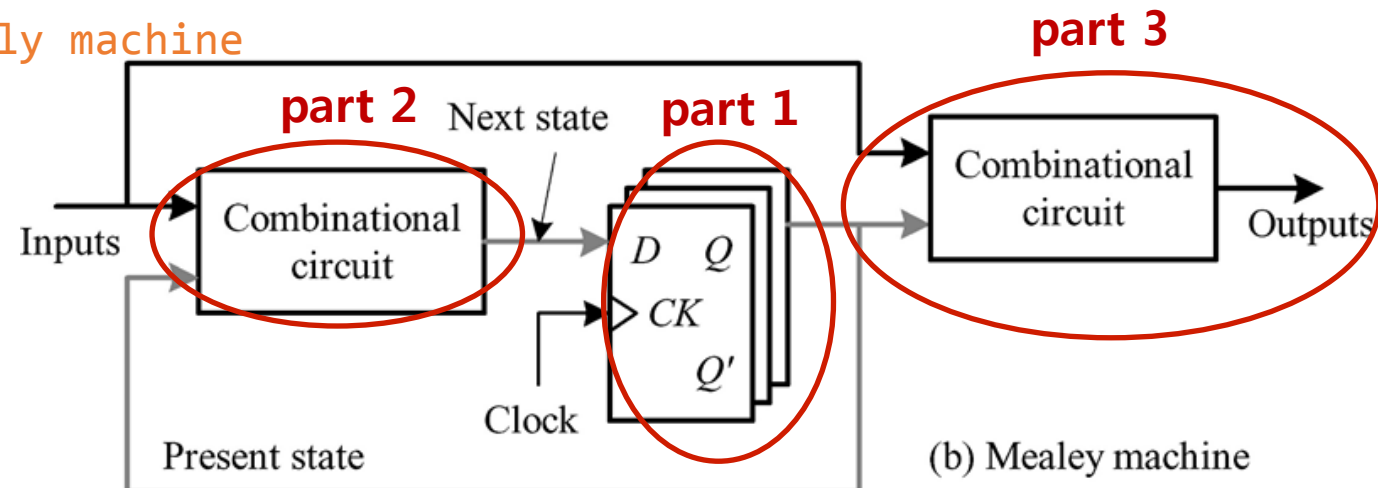 ly machine
part 3
part 2
Next state
part 1
Combinational
circuit
Inputs
D Q
CK
Q'
Clock
Combinational
circuit
Outputs
Present state
(b) Mealey machine